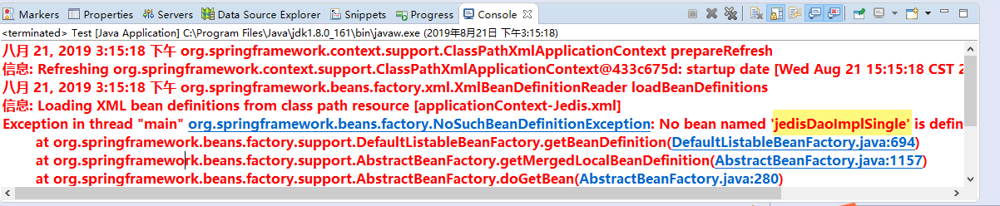 Markers Properties Servers Data Source Explorer Snippets Progress Console
<terminated> Test [Java Application] C:\Program Files\Java\jdk1.8.0_161\bin\javaw.exe (2019年8月21日 下午3:15:18)
八月 21, 2019 3:15:18 下午 org.springframework.context.support.ClassPathXmlApplicationContext prepareRefresh
信息: Refreshing org.springframework.context.support.ClassPathXmlApplicationContext@433c675d: startup date [Wed Aug 21 15:15:18 CST 2
八月 21, 2019 3:15:18 下午 org.springframework.beans.factory.xml.XmlBeanDefinitionReader loadBeanDefinitions
信息: Loading XML bean definitions from class path resource [applicationContext-Jedis.xml]
Exception in thread "main" org.springframework.beans.factory.NoSuchBeanDefinitionException: No bean named 'jedisDaoImplSingle' is defin
at org.springframework.beans.factory.support.DefaultListableBeanFactory.getBeanDefinition(DefaultListableBeanFactory.java:694)
at org.springframework.beans.factory.support.AbstractBeanFactory.getMergedLocalBeanDefinition(AbstractBeanFactory.java:1157)
at org.springframework.beans.factory.support.AbstractBeanFactory.doGetBean(AbstractBeanFactory.java:280)